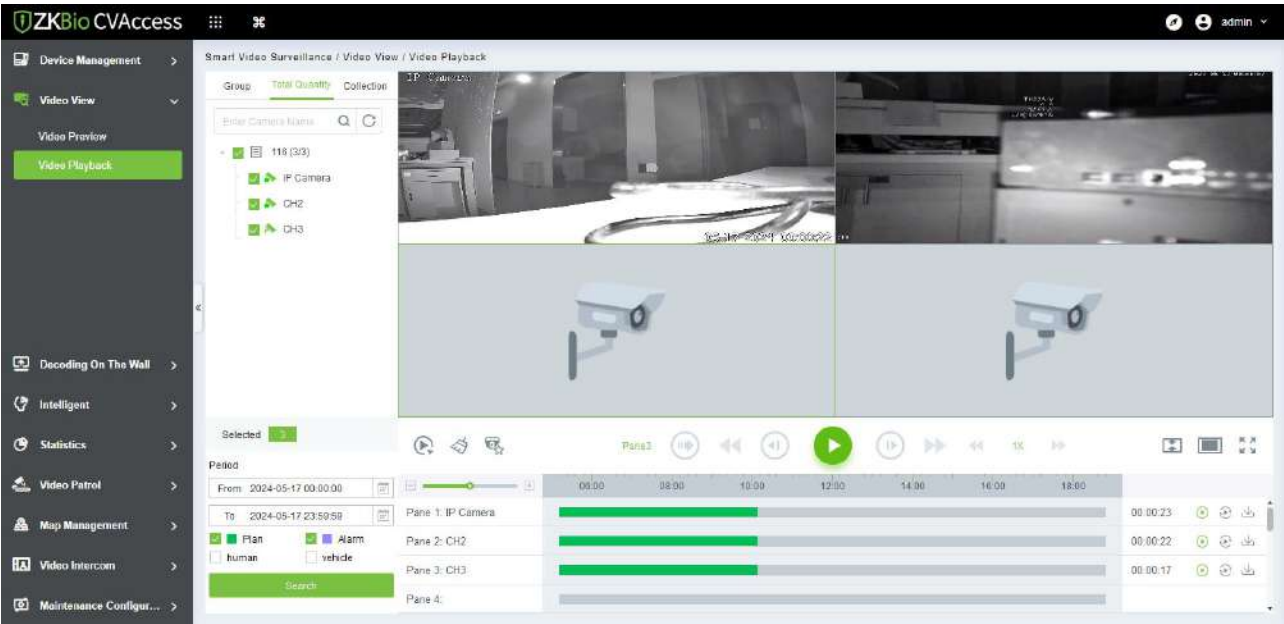 ZKBio CVAccess
admin
Device Management
Video View
Video Preview
Video Playback
Decoding On The Wall
Intelligent
Statistics
Video Patrol
Map Management
Video Intercom
Maintenance Configur...
Smart Video Surveillance / Video View / Video Playback
Group Total Quantity Collection
Enter Camera Name
116 (3/3)
IP Camera
CH2
CH3
Selected 3
Period
From 2024-05-17 00:00:00
To 2024-05-17 23:59:59
Plan Alarm
human vehicle
Search
IP Camera
Pane3 1X
06:00 08:00 10:00 12:00 14:00 16:00 18:00
Pane 1: IP Camera 00:00:23
Pane 2: CH2 00:00:22
Pane 3: CH3 00:00:17
Pane 4: